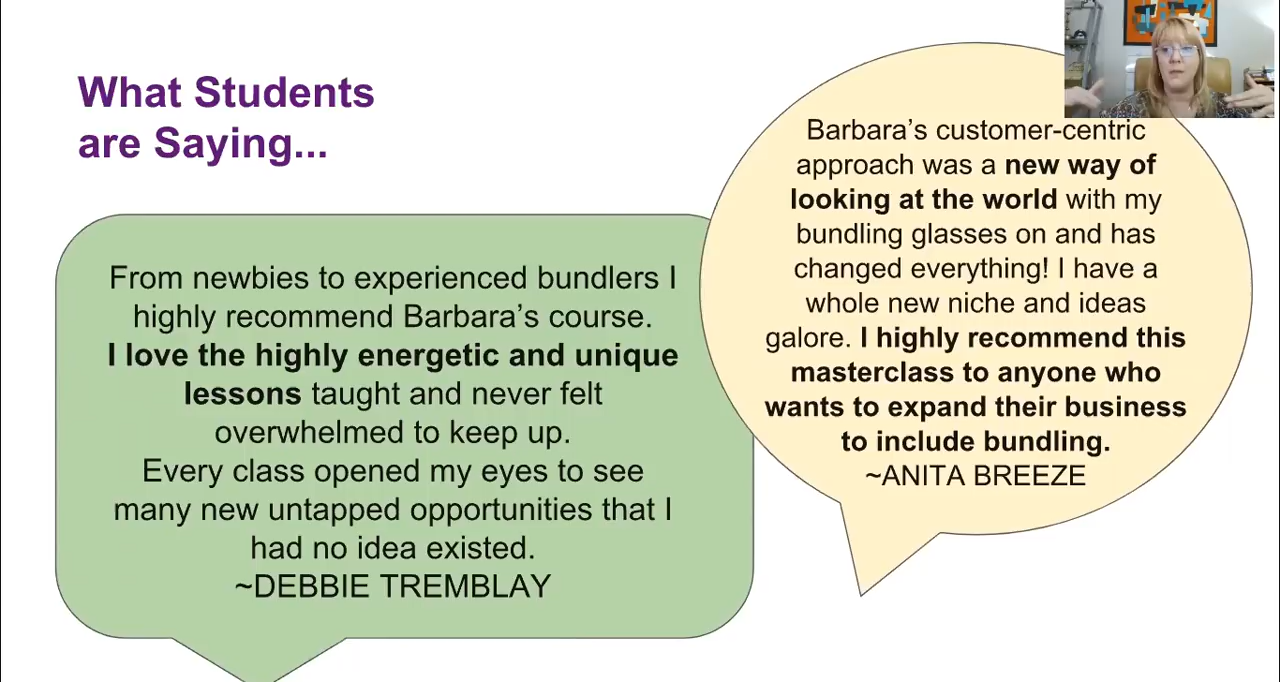 What Students
are Saying...
From newbies to experienced bundlers I
highly recommend Barbara’s course.
I love the highly energetic and unique
lessons taught and never felt
overwhelmed to keep up.
Every class opened my eyes to see
many new untapped opportunities that I
had no idea existed.
~DEBBIE TREMBLAY
Barbara’s customer-centric
approach was a new way of
looking at the world with my
bundling glasses on and has
changed everything! I have a
whole new niche and ideas
galore. I highly recommend this
masterclass to anyone who
wants to expand their business
to include bundling.
~ANITA BREEZE